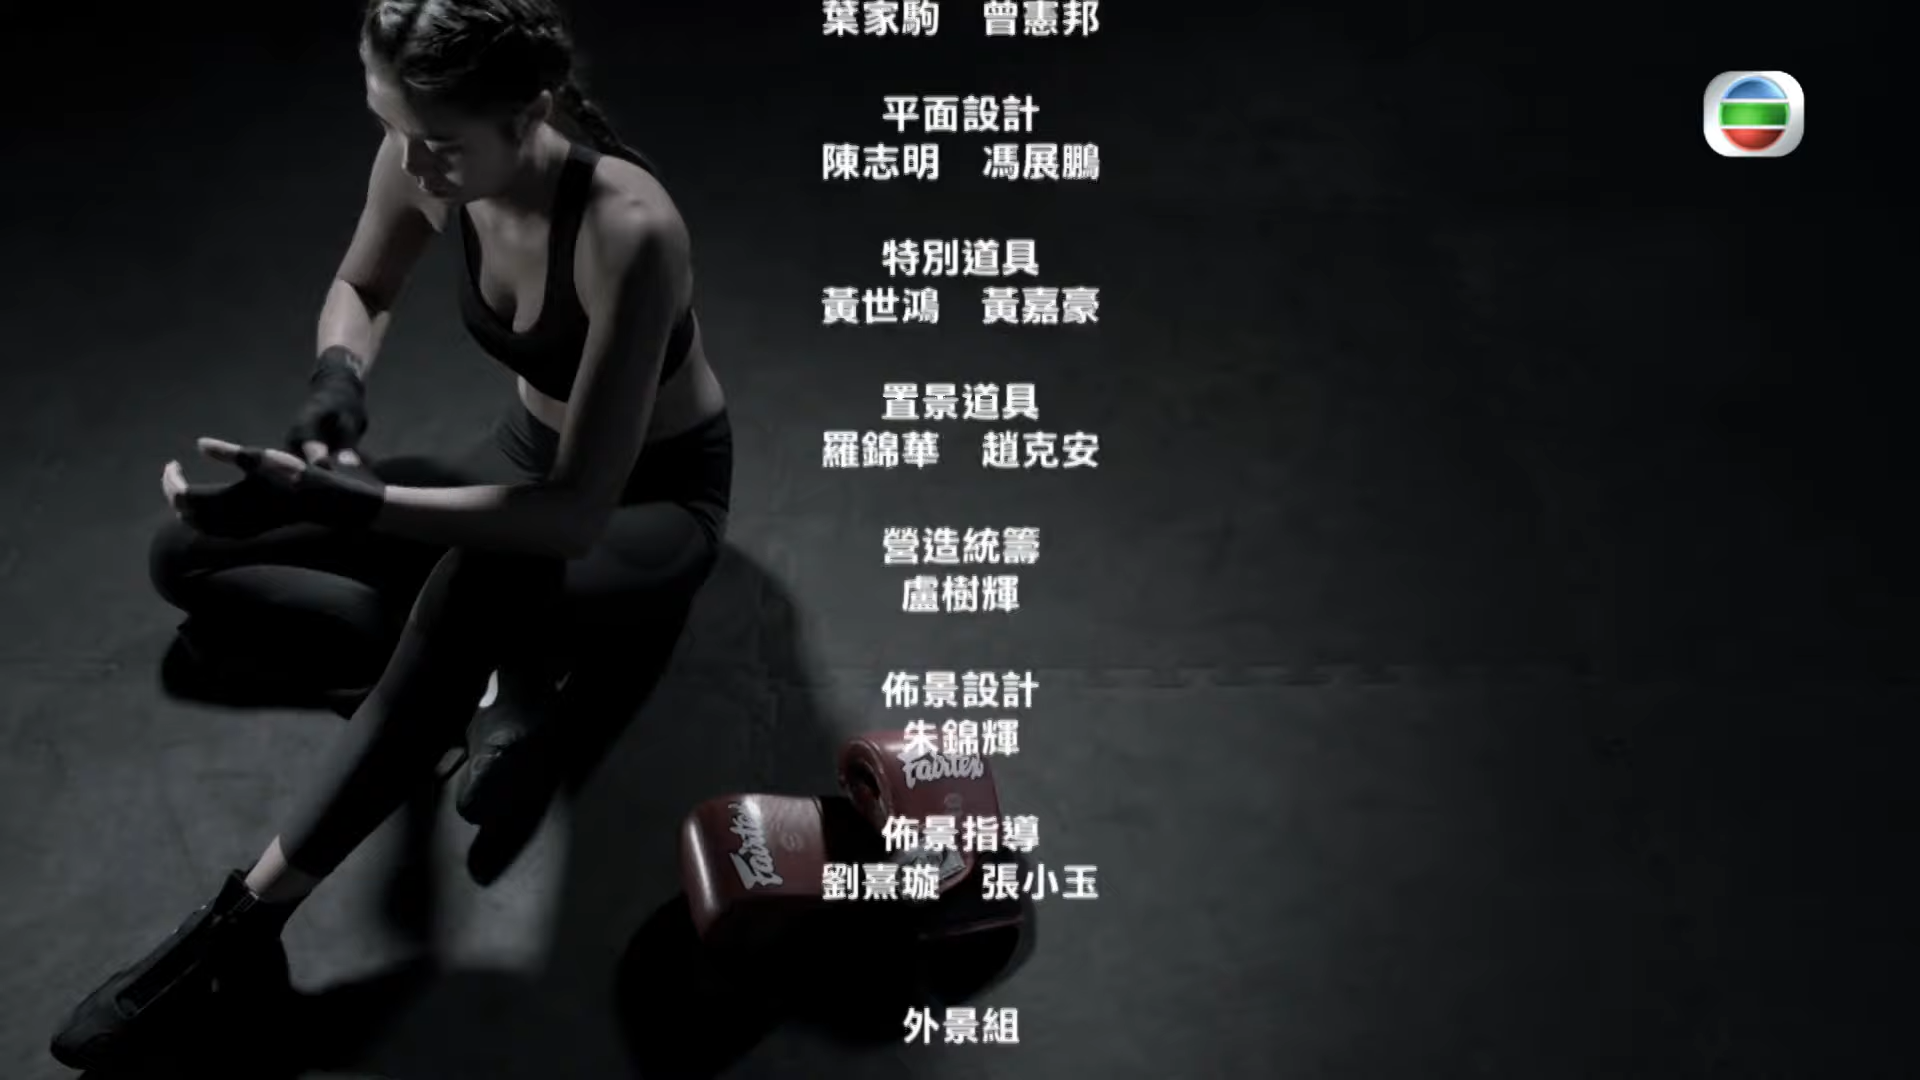 葉家駒　曾憲邦
平面設計
陳志明　馮展鵬
特別道具
黃世鴻　黃嘉豪
置景道具
羅錦華　趙克安
營造統籌
盧樹輝
佈景設計
朱錦輝
Fairtex
Fairtex
佈景指導
劉熹璇　張小玉
外景組